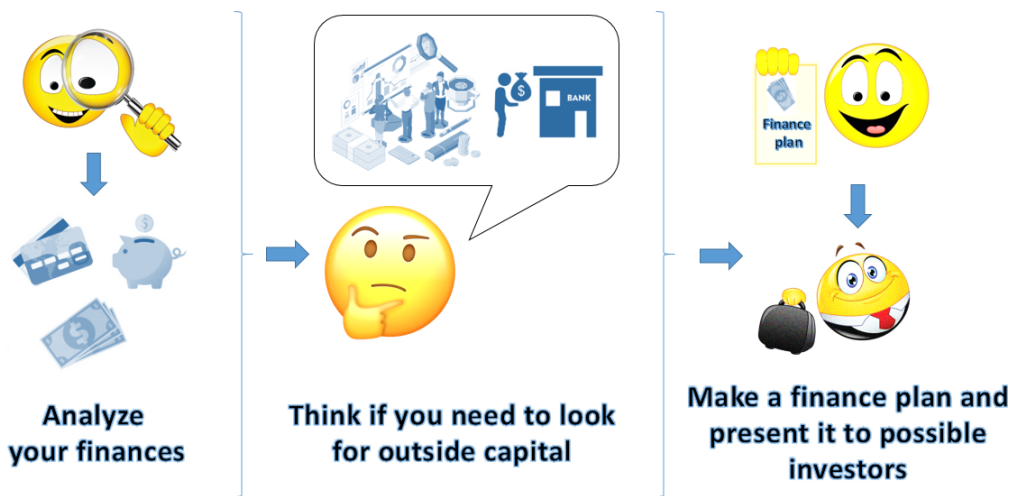 BANK
Finance
plan
Analyze
your finances
Think if you need to look
for outside capital
Make a finance plan and
present it to possible
investors